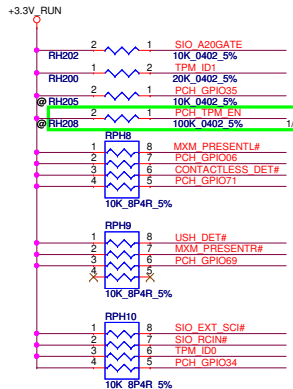 +3.3V_RUN
2 1 SIO_A20GATE
RH202 10K_0402_5%
1 2 TPM_ID1
RH200 20K_0402_5%
2 1 PCH_GPIO35
@ RH205 10K_0402_5%
2 1 PCH_TPM_EN
@ RH208 100K_0402_5% 1/
RPH8
1 8 MXM_PRESENTL#
2 7 PCH_GPIO06
3 6 CONTACTLESS_DET#
4 5 PCH_GPIO71
10K_8P4R_5%
RPH9
1 8 USH_DET#
2 7 MXM_PRESENTR#
3 6 PCH_GPIO69
4 5
10K_8P4R_5%
RPH10
1 8 SIO_EXT_SCI#
2 7 SIO_RCIN#
3 6 TPM_ID0
4 5 PCH_GPIO34
10K_8P4R_5%